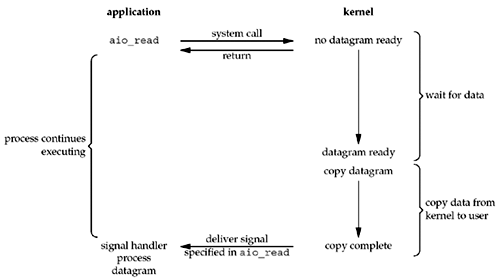 application
kernel
aio_read
system call
return
no datagram ready
wait for data
process continues
executing
datagram ready
copy datagram
copy data from
kernel to user
signal handler
process
datagram
deliver signal
specified in aio_read
copy complete